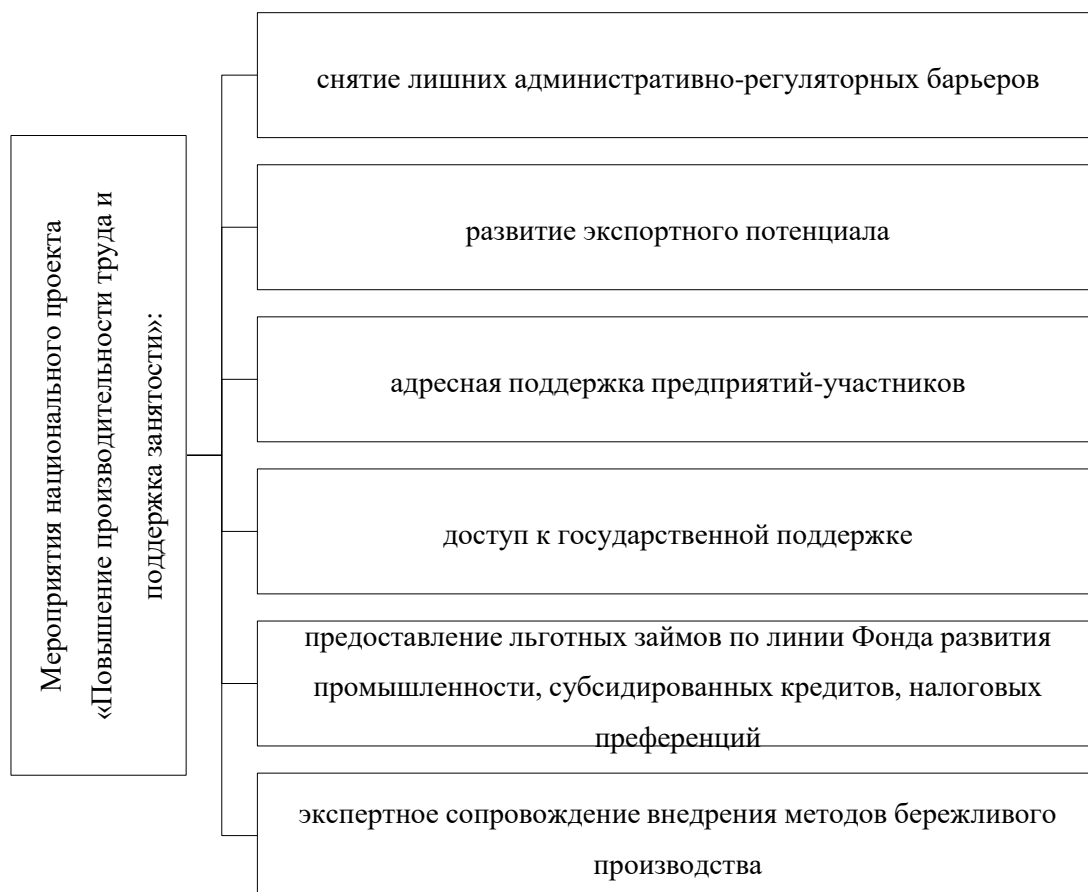 Мероприятия национального проекта
«Повышение производительности труда и
поддержка занятости»:
снятие лишних административно-регуляторных барьеров
развитие экспортного потенциала
адресная поддержка предприятий-участников
доступ к государственной поддержке
предоставление льготных займов по линии Фонда развития
промышленности, субсидированных кредитов, налоговых
преференций
экспертное сопровождение внедрения методов бережливого
производства